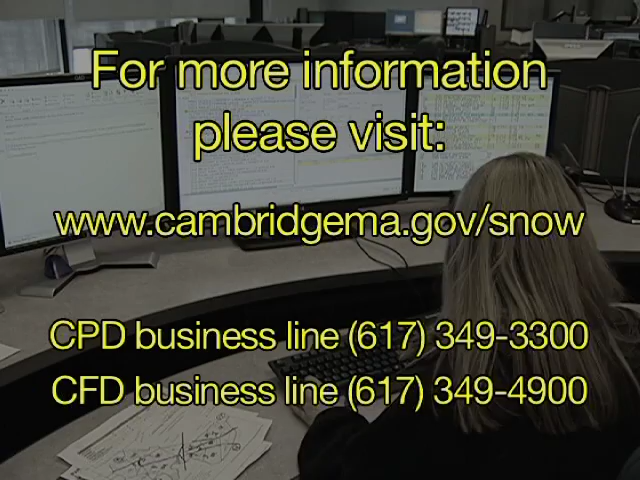 For more information
please visit:
www.cambridgema.gov/snow
CPD business line (617) 349-3300
CFD business line (617) 349-4900